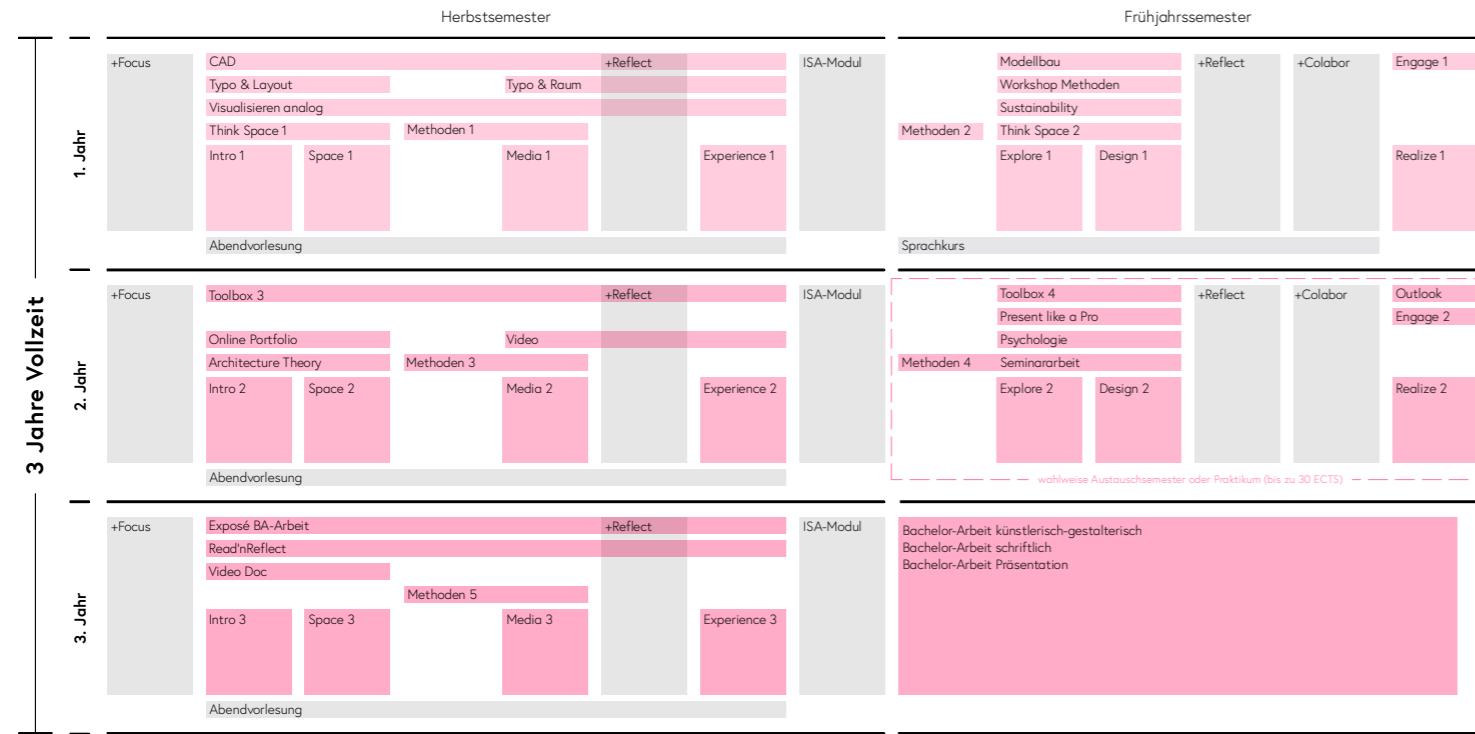 Herbstsemester
Frühjahrssemester
3 Jahre Vollzeit
1. Jahr
+Focus
CAD
+Reflect
ISA-Modul
Typo & Layout
Typo & Raum
Visualisieren analog
Think Space 1
Methoden 1
Intro 1
Space 1
Media 1
Experience 1
Abendvorlesung
Modellbau
+Reflect
+Colabor
Engage 1
Workshop Methoden
Sustainability
Methoden 2
Think Space 2
Explore 1
Design 1
Realize 1
Sprachkurs
2. Jahr
+Focus
Toolbox 3
+Reflect
ISA-Modul
Online Portfolio
Video
Architecture Theory
Methoden 3
Intro 2
Space 2
Media 2
Experience 2
Abendvorlesung
Toolbox 4
+Reflect
+Colabor
Outlook
Present like a Pro
Engage 2
Psychologie
Methoden 4
Seminararbeit
Explore 2
Design 2
Realize 2
wahlweise Austauschsemester oder Praktikum (bis zu 30 ECTS)
3. Jahr
+Focus
Exposé BA-Arbeit
+Reflect
ISA-Modul
Read'nReflect
Video Doc
Methoden 5
Intro 3
Space 3
Media 3
Experience 3
Abendvorlesung
Bachelor-Arbeit künstlerisch-gestalterisch
Bachelor-Arbeit schriftlich
Bachelor-Arbeit Präsentation